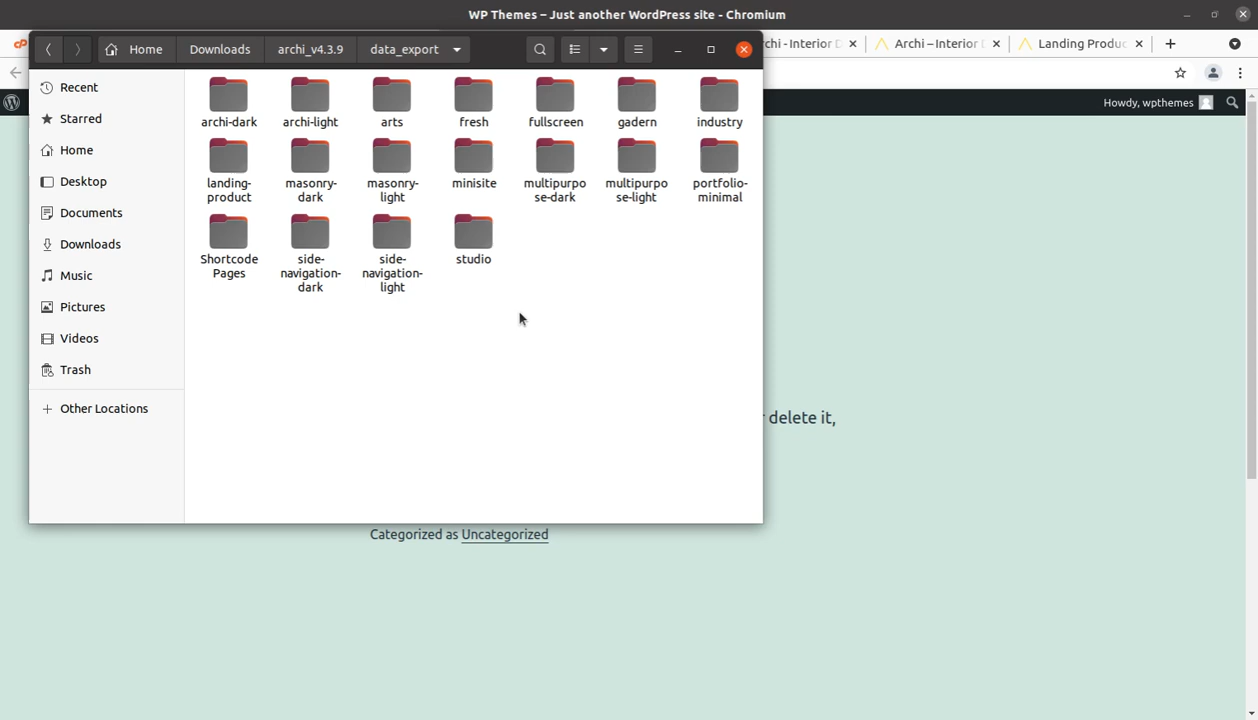 WP Themes – Just another WordPress site - Chromium
Home Downloads archi_v4.3.9 data_export
chi - Interior D Archi – Interior D Landing Produc
Howdy, wpthemes
Recent
Starred
Home
Desktop
Documents
Downloads
Music
Pictures
Videos
Trash
Other Locations
archi-dark archi-light arts fresh fullscreen gadern industry
landing- masonry- masonry- minisite multipurpo multipurpo portfolio-
product dark light se-dark se-light minimal
Shortcode side- side- studio
Pages navigation- navigation-
dark light
delete it,
Categorized as Uncategorized